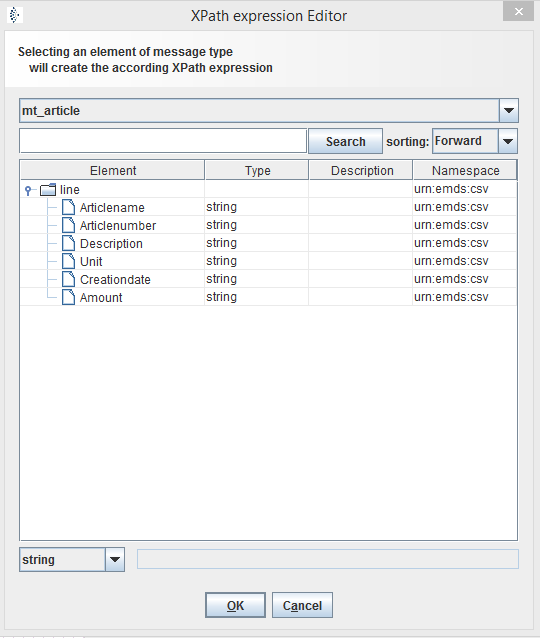 XPath expression Editor
Selecting an element of message type
will create the according XPath expression
mt_article
Search sorting: Forward
Element Type Description Namespace
line urn:emds:csv
Articlename string urn:emds:csv
Articlenumber string urn:emds:csv
Description string urn:emds:csv
Unit string urn:emds:csv
Creationdate string urn:emds:csv
Amount string urn:emds:csv
string
OK Cancel